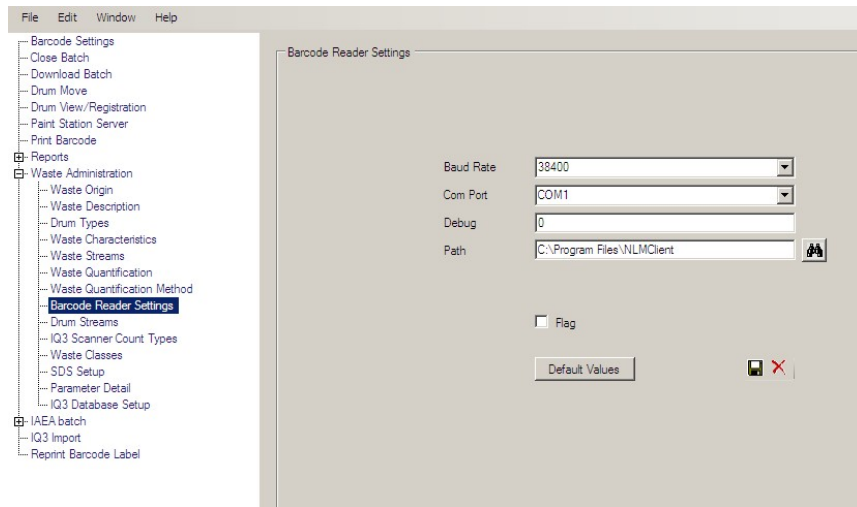 File Edit Window Help
Barcode Settings
Close Batch
Download Batch
Drum Move
Drum View/Registration
Paint Station Server
Print Barcode
Reports
Waste Administration
Waste Origin
Waste Description
Drum Types
Waste Characteristics
Waste Streams
Waste Quantification
Waste Quantification Method
Barcode Reader Settings
Drum Streams
IQ3 Scanner Count Types
Waste Classes
SDS Setup
Parameter Detail
IQ3 Database Setup
IAEA batch
IQ3 Import
Reprint Barcode Label
Barcode Reader Settings
Baud Rate 38400
Com Port COM1
Debug 0
Path C:\Program Files\NLMClient
Flag
Default Values